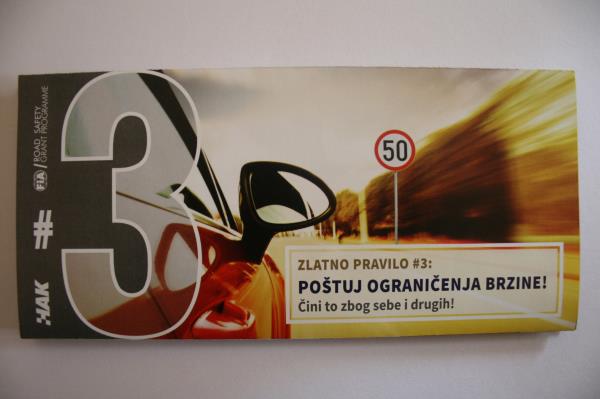 HAK
#3
FIA / ROAD SAFETY
GRANT PROGRAMME
50
ZLATNO PRAVILO #3:
POŠTUJ OGRANIČENJA BRZINE!
Čini to zbog sebe i drugih!